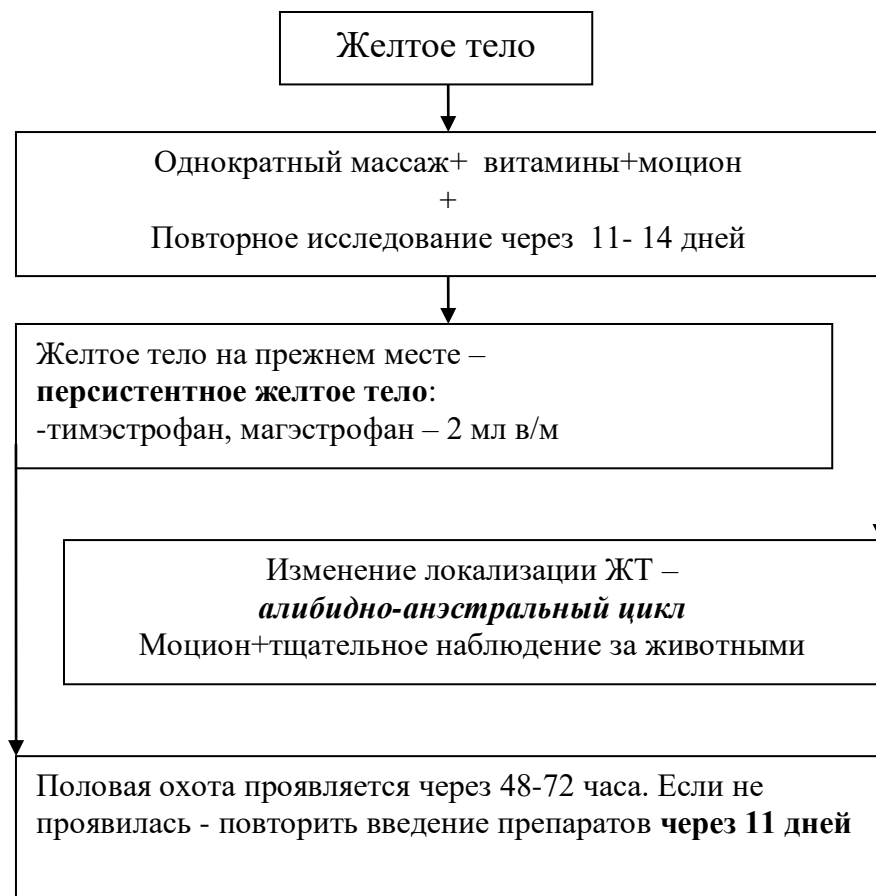 Желтое тело
Однократный массаж+ витамины+моцион
+
Повторное исследование через 11- 14 дней
Желтое тело на прежнем месте –
персистентное желтое тело:
-тимэстрофан, магэстрофан – 2 мл в/м
Изменение локализации ЖТ –
алибидно-анэстральный цикл
Моцион+тщательное наблюдение за животными
Половая охота проявляется через 48-72 часа. Если не
проявилась - повторить введение препаратов через 11 дней